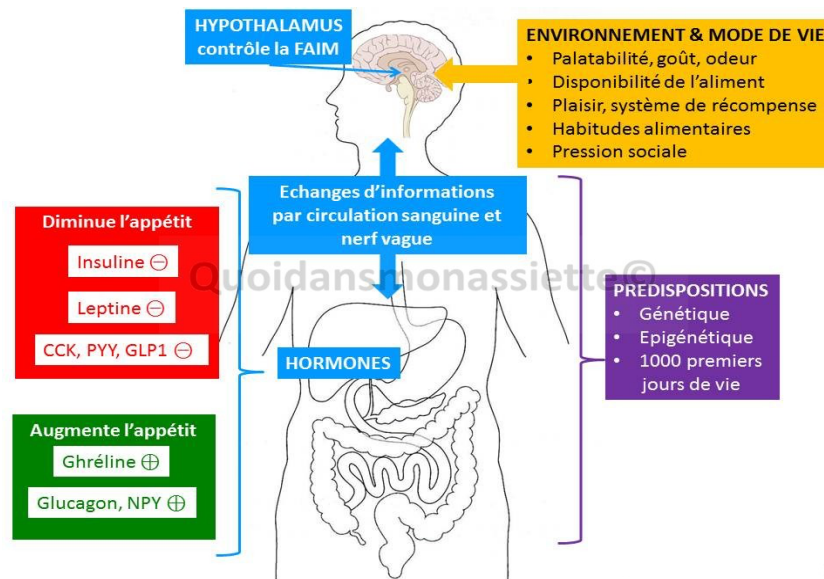 HYPOTHALAMUS
contrôle la FAIM
ENVIRONNEMENT & MODE DE VIE
• Palatabilité, goût, odeur
• Disponibilité de l’aliment
• Plaisir, système de récompense
• Habitudes alimentaires
• Pression sociale
Echanges d’informations
par circulation sanguine et
nerf vague
Diminue l’appétit
Insuline ⊖
Leptine ⊖
CCK, PYY, GLP1 ⊖
Quoidansmonassiette©
HORMONES
PREDISPOSITIONS
• Génétique
• Epigénétique
• 1000 premiers
jours de vie
Augmente l’appétit
Ghréline ⊕
Glucagon, NPY ⊕